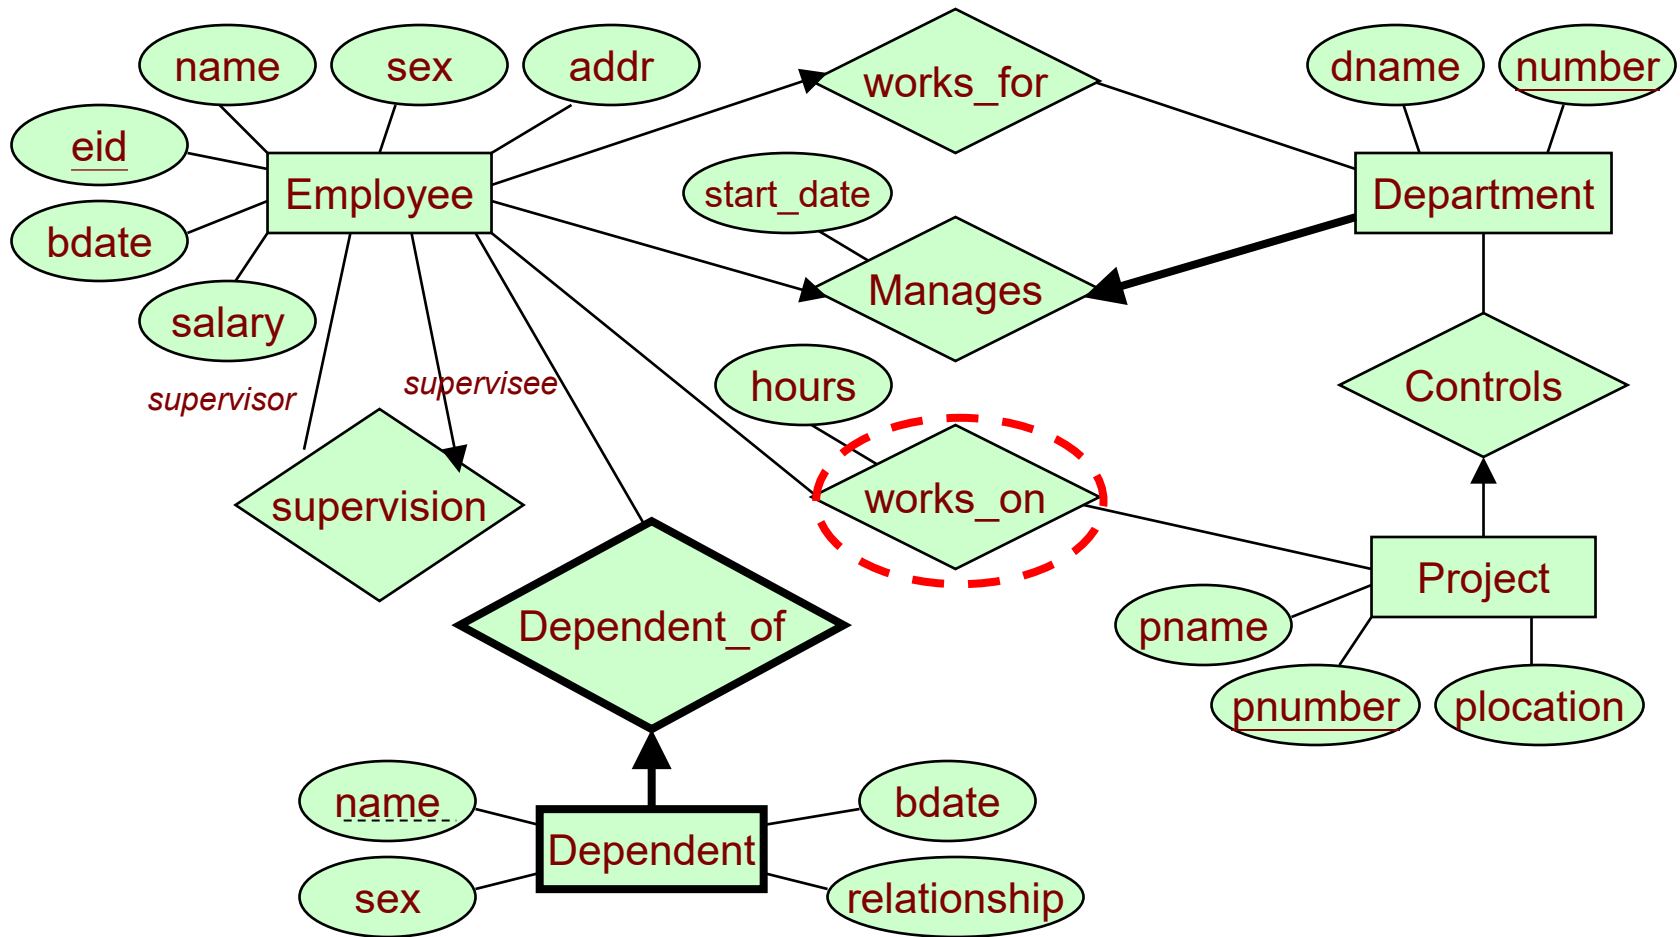 name
sex
addr
works_for
dname
number
eid
Employee
start_date
Department
bdate
Manages
salary
supervisor
supervisee
hours
Controls
supervision
works_on
Project
Dependent_of
pname
pnumber
plocation
name
bdate
Dependent
sex
relationship